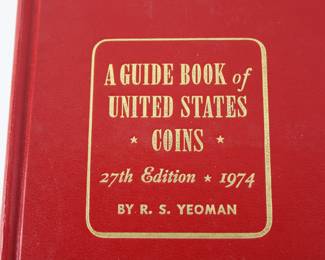 A GUIDE BOOK of
UNITED STATES
★ COINS ★
27th Edition ★ 1974
BY R. S. YEOMAN